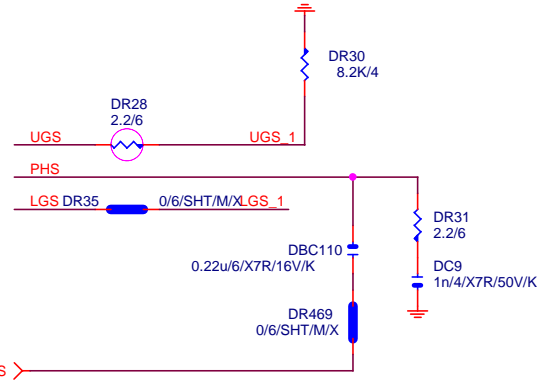 DR30
8.2K/4
DR28
2.2/6
UGS
UGS_1
PHS
LGS DR35 0/6/SHT/M/X LGS_1
DR31
2.2/6
DBC110
0.22u/6/X7R/16V/K
DC9
1n/4/X7R/50V/K
DR469
0/6/SHT/M/X
S